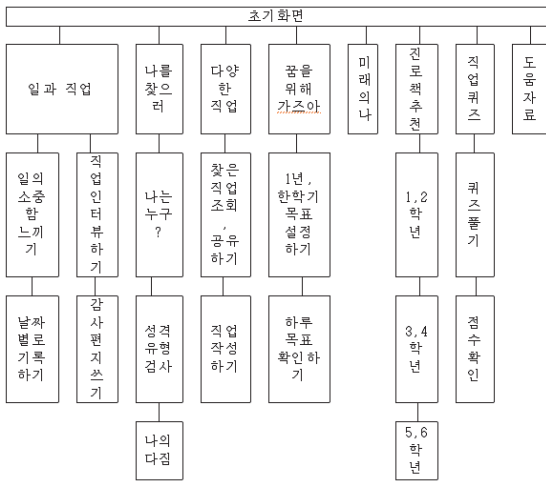 초기화면
일과 직업
나를
찾으
러
다양
한
직업
꿈을
위해
가즈아
미
래
의
나
진
로
책
추
천
직
업
퀴
즈
도
움
자
료
일의
소중
함
느끼
기
직
업
인
터
뷰
하
기
나는
누구
?
찾은
직업
조회
,
공유
하기
1년,
한학기
목표
설정
하기
1,2
학
년
퀴
즈
풀
기
날짜
별로
기록
하기
감
사
편
지
쓰
기
성격
유형
검사
직업
작성
하기
하루
목표
확인하
기
3,4
학
년
점
수
확
인
나의
다짐
5,6
학
년